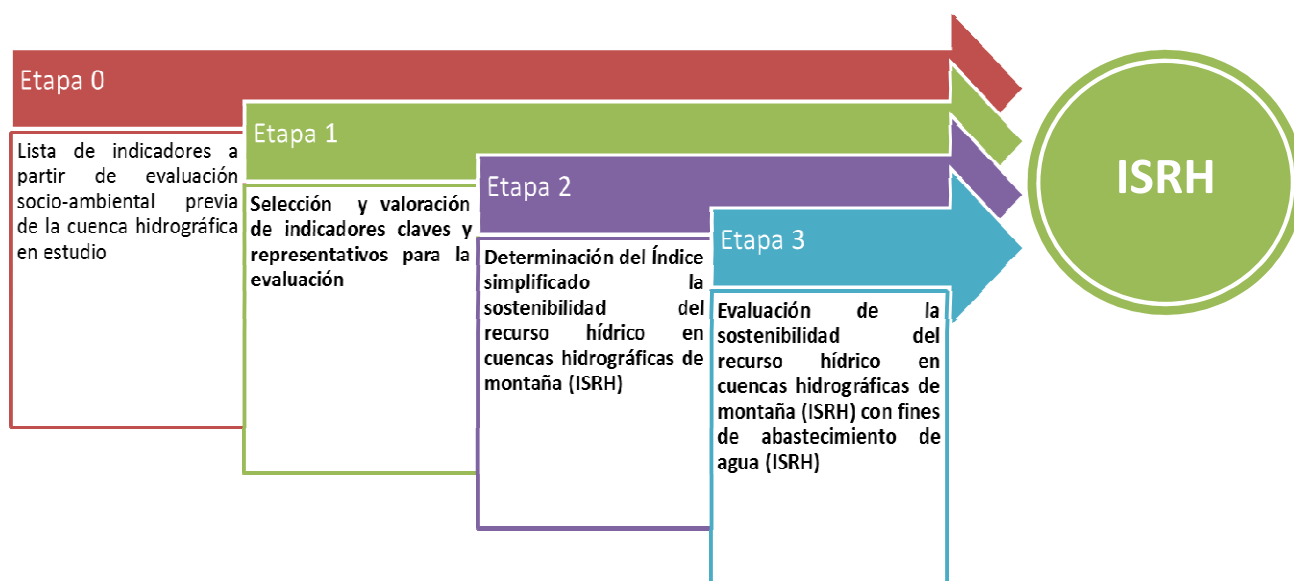 Etapa 0
Lista de indicadores a
partir de evaluación
socio-ambiental previa
de la cuenca hidrográfica
en estudio
Etapa 1
Selección y valoración
de indicadores claves y
representativos para la
evaluación
Etapa 2
Determinación del Índice
simplificado la
sostenibilidad del
recurso hídrico en
cuencas hidrográficas de
montaña (ISRH)
Etapa 3
Evaluación de la
sostenibilidad del
recurso hídrico en
cuencas hidrográficas de
montaña (ISRH) con fines
de abastecimiento de
agua (ISRH)
ISRH